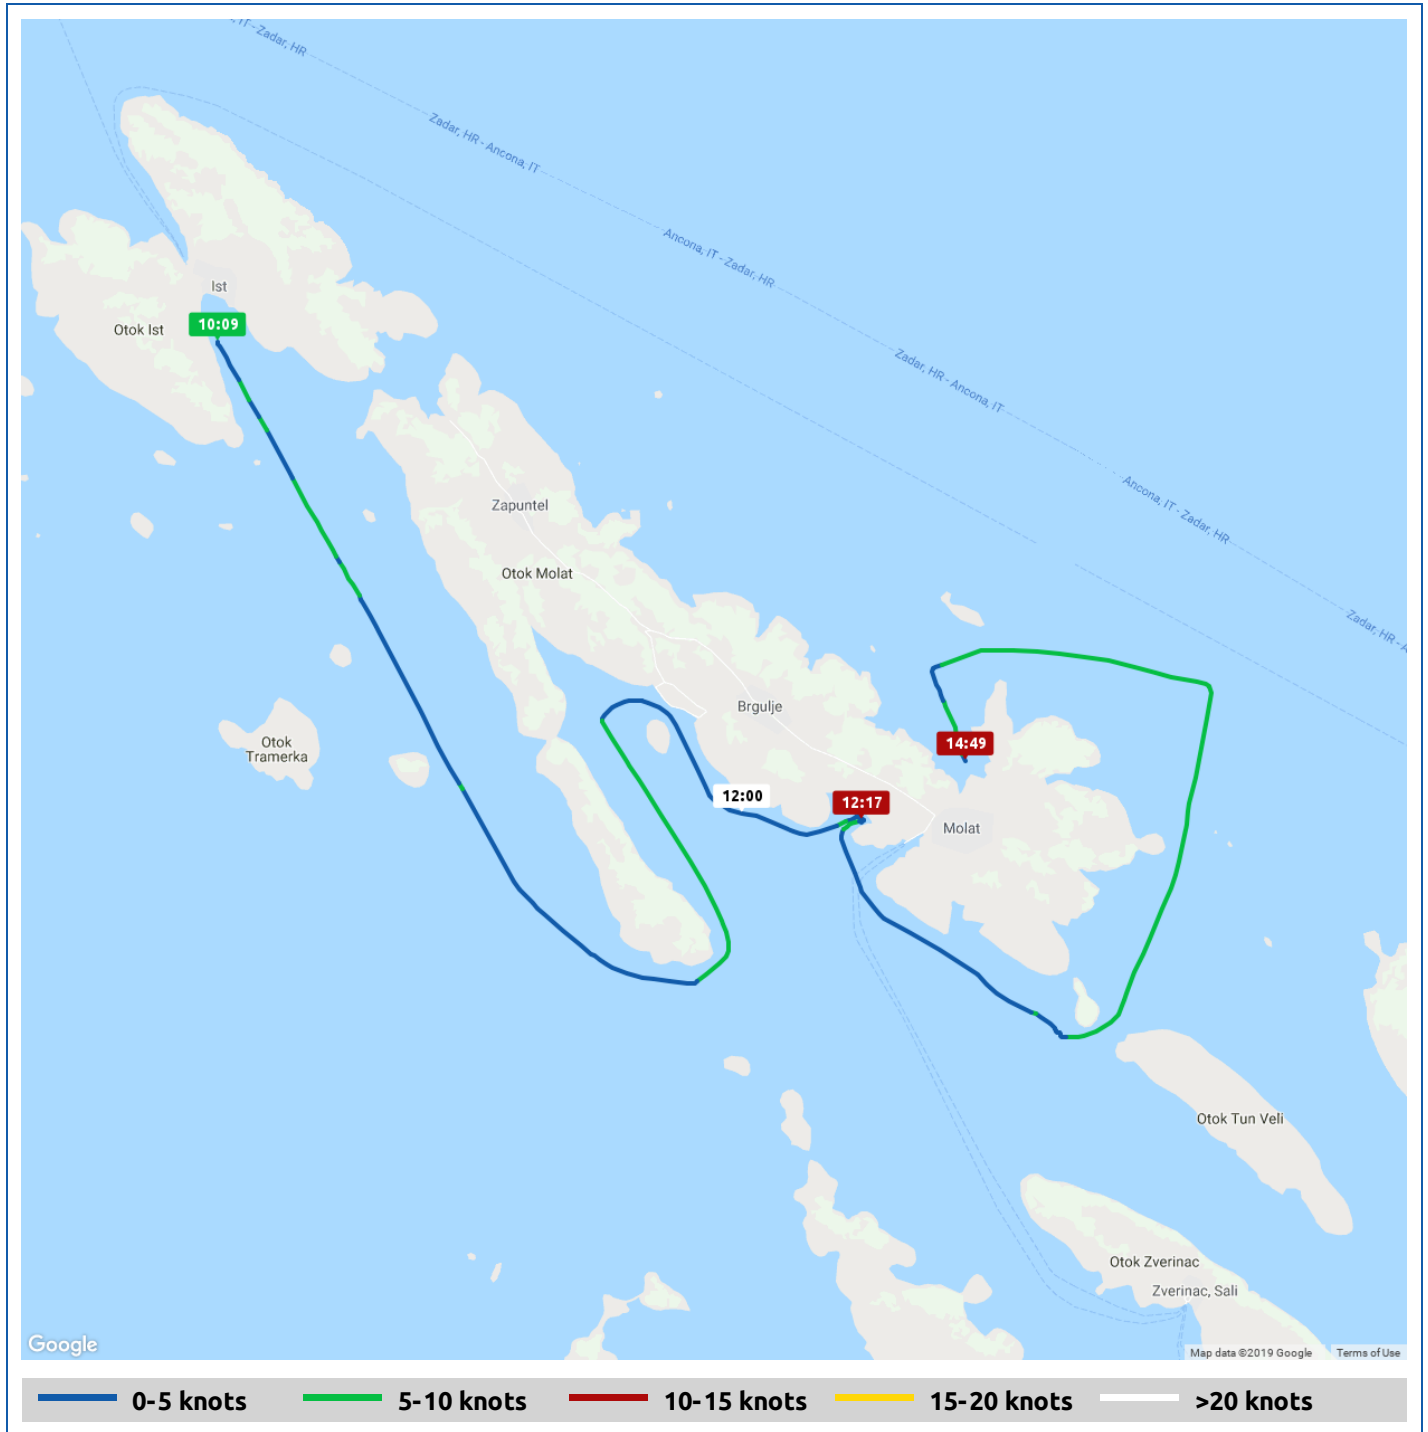 , IT - Zadar, HR
Zadar, HR - Ancona, IT
Ancona, IT - Zadar, HR
Ist
Otok Ist
10:09
Zadar, HR - Ancona, IT
Zapuntel
Ancona, IT - Zadar, HR
Otok Molat
Zadar, HR - A
Brgulje
Otok
Tramerka
14:49
12:00
12:17
Molat
Otok Tun Veli
Otok Zverinac
Zverinac, Sali
Google
Map data ©2019 Google
Terms of Use
0-5 knots
5-10 knots
10-15 knots
15-20 knots
>20 knots